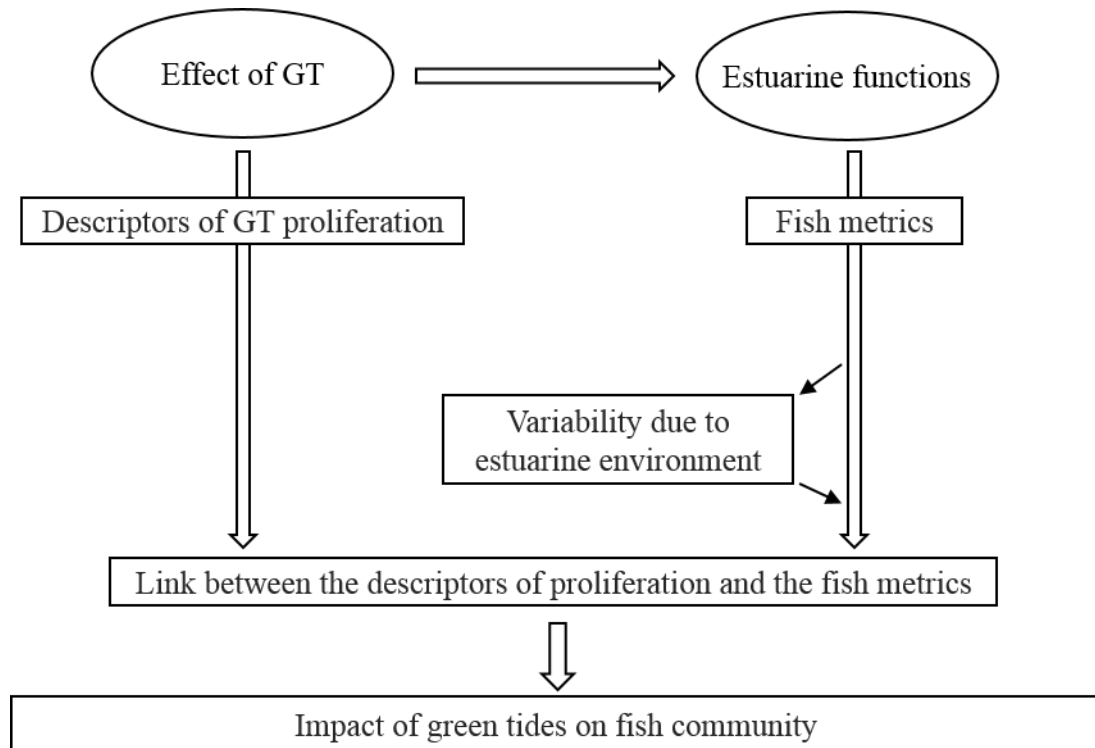 Effect of GT
Estuarine functions
Descriptors of GT proliferation
Fish metrics
Variability due to
estuarine environment
Link between the descriptors of proliferation and the fish metrics
Impact of green tides on fish community